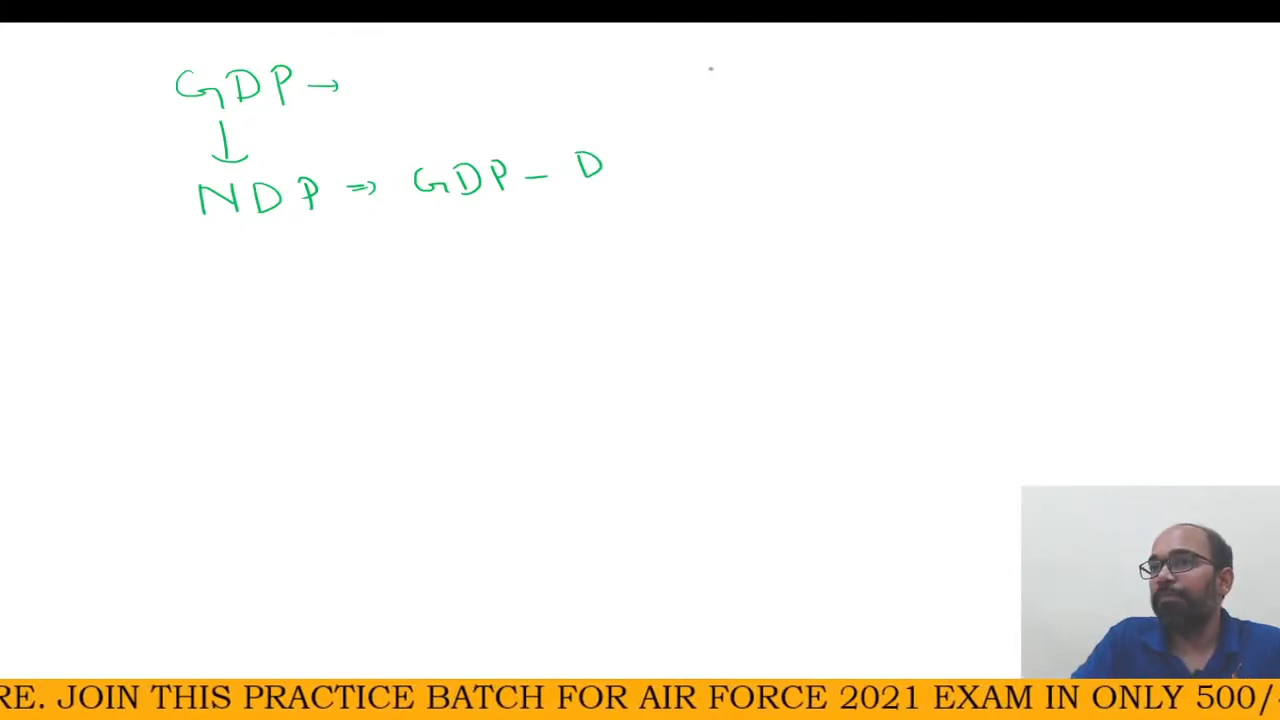 GDP →
↓
NDP ⇒ GDP - D
RE. JOIN THIS PRACTICE BATCH FOR AIR FORCE 2021 EXAM IN ONLY 500/